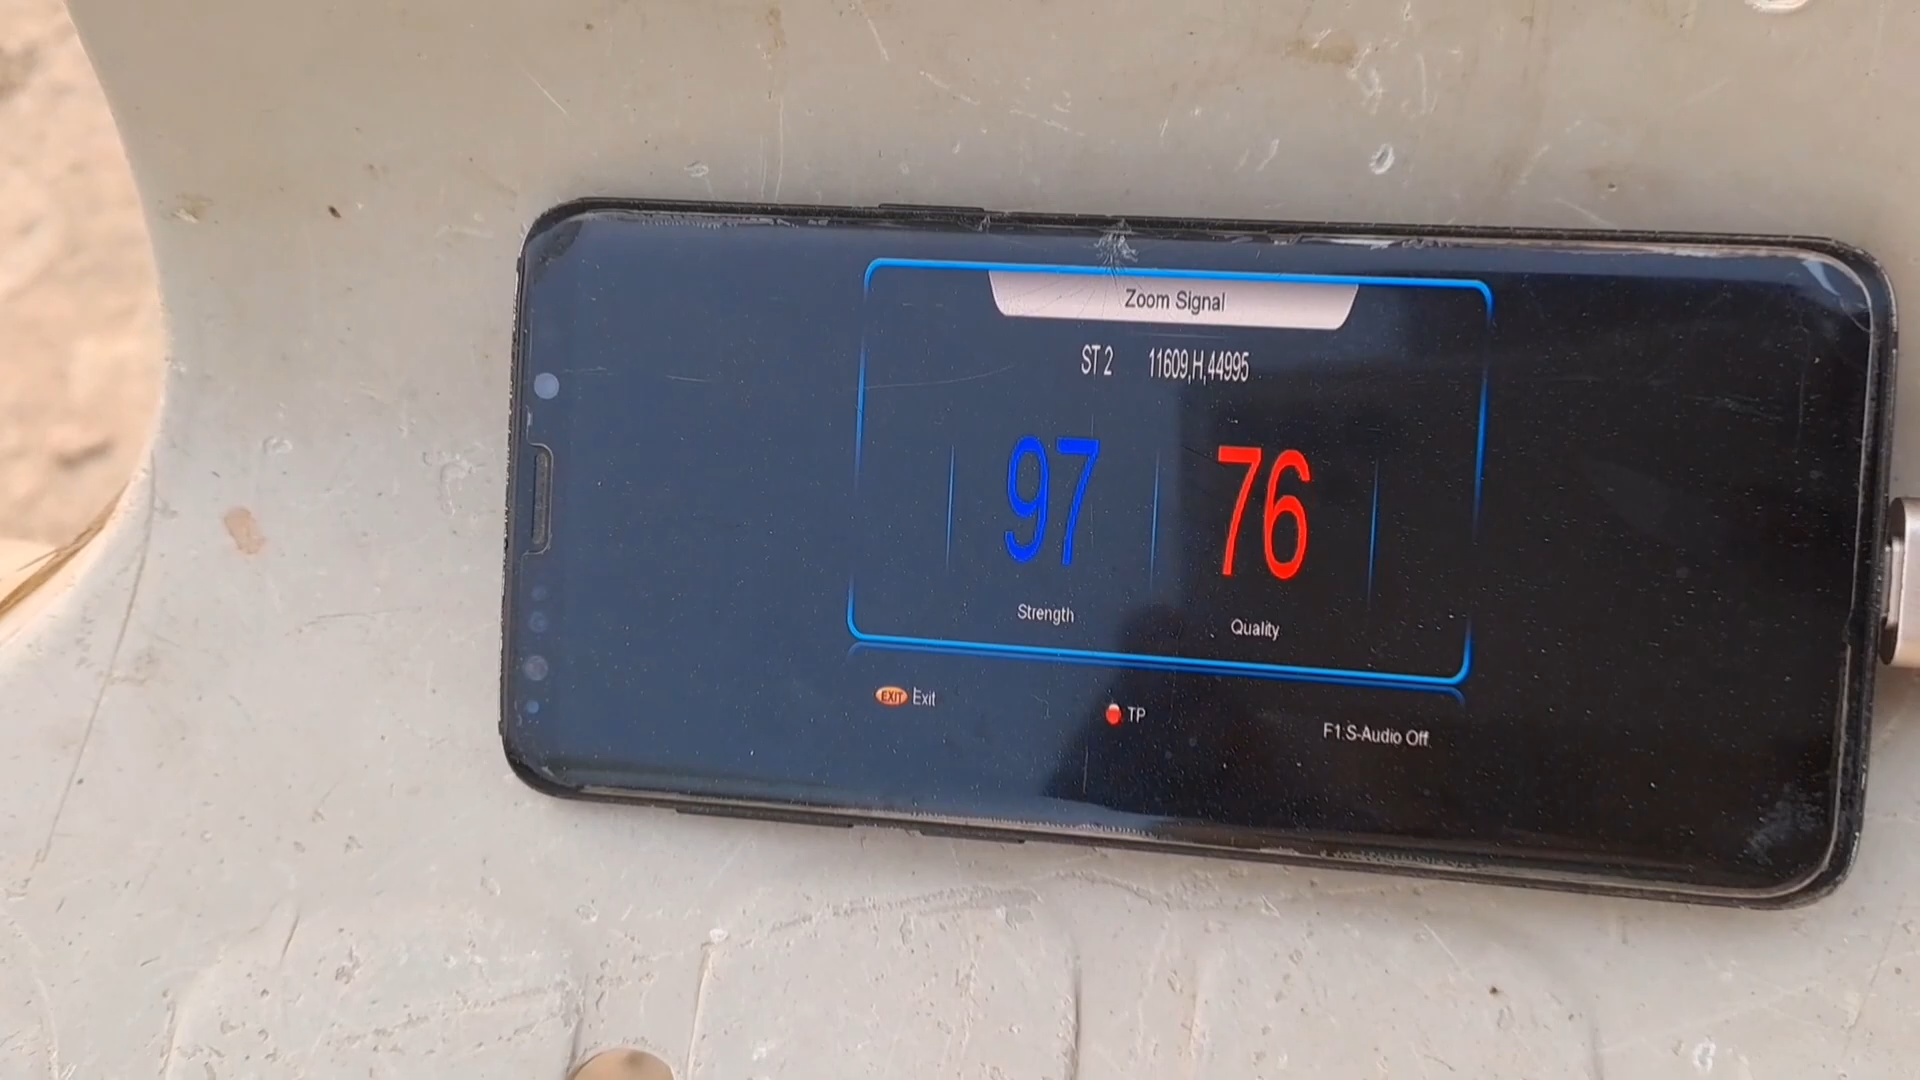 Zoom Signal
ST 2 11609,H,44995
97 76
Strength Quality
EXIT Exit TP F1:S-Audio Off